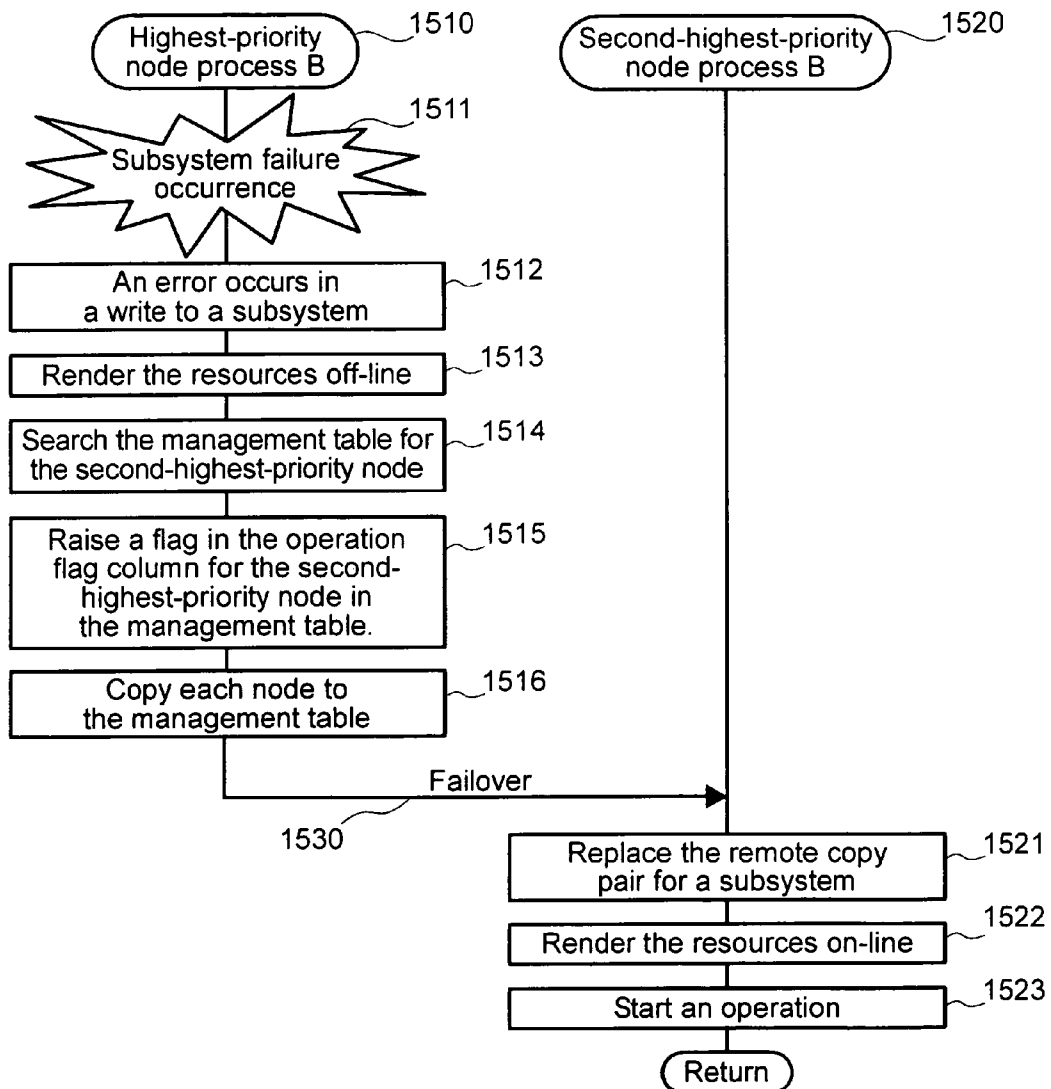 Highest-priority
node process B
1510
Second-highest-priority
node process B
1520
1511
Subsystem failure
occurrence
An error occurs in
a write to a subsystem
1512
Render the resources off-line
1513
Search the management table for
the second-highest-priority node
1514
Raise a flag in the operation
flag column for the second-
highest-priority node in
the management table.
1515
Copy each node to
the management table
1516
Failover
1530
Replace the remote copy
pair for a subsystem
1521
Render the resources on-line
1522
Start an operation
1523
Return